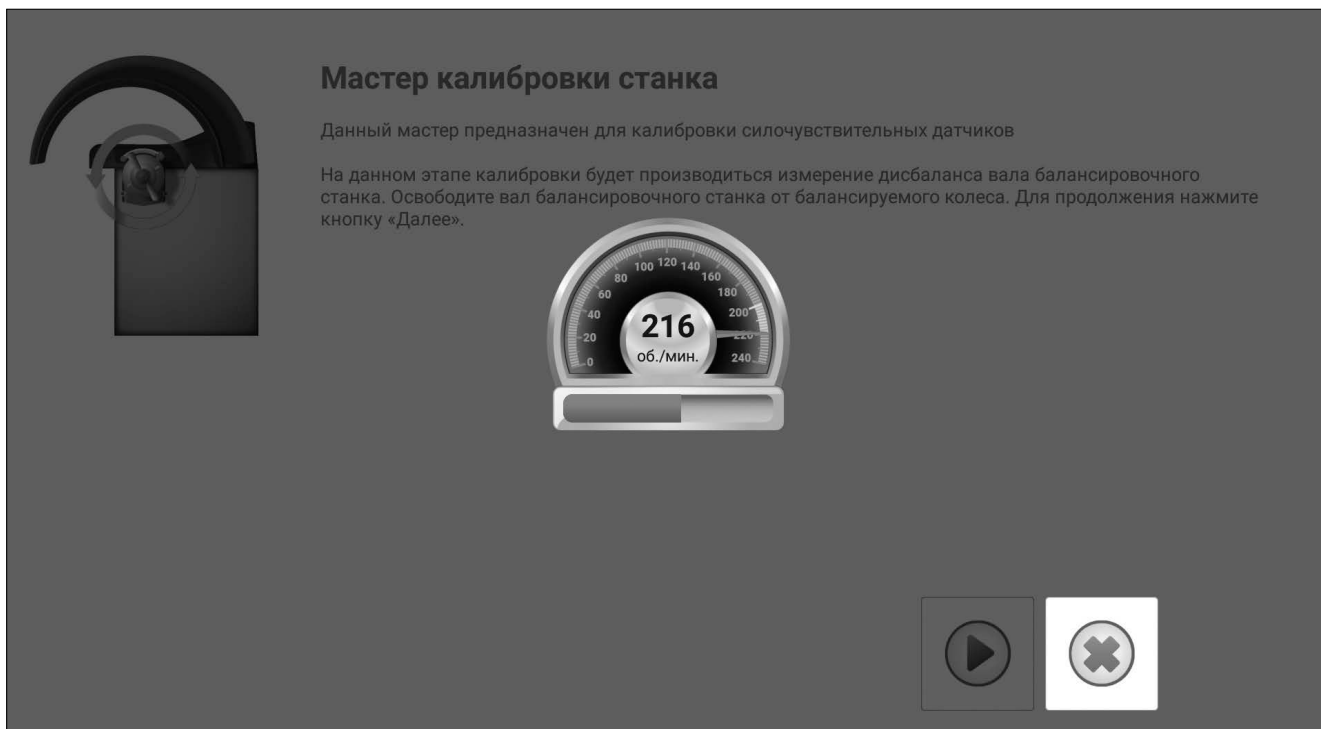 Мастер калибровки станка
Данный мастер предназначен для калибровки силочувствительных датчиков
На данном этапе калибровки будет производиться измерение дисбаланса вала балансировочного
станка. Освободите вал балансировочного станка от балансируемого колеса. Для продолжения нажмите
кнопку «Далее».
0
20
40
60
80
100
120
140
160
180
200
220
240
216
об./мин.